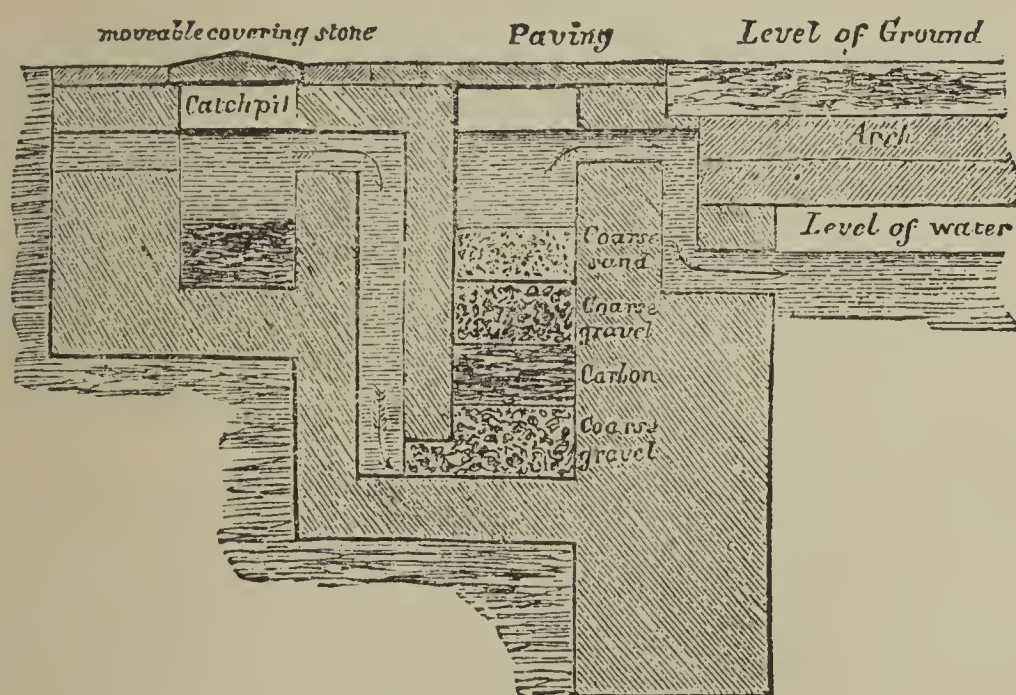 moveable covering stone
Paving
Level of Ground
Catchpit
Arch
Level of water
Coarse
sand
Coarse
gravel
Carbon
Coarse
gravel